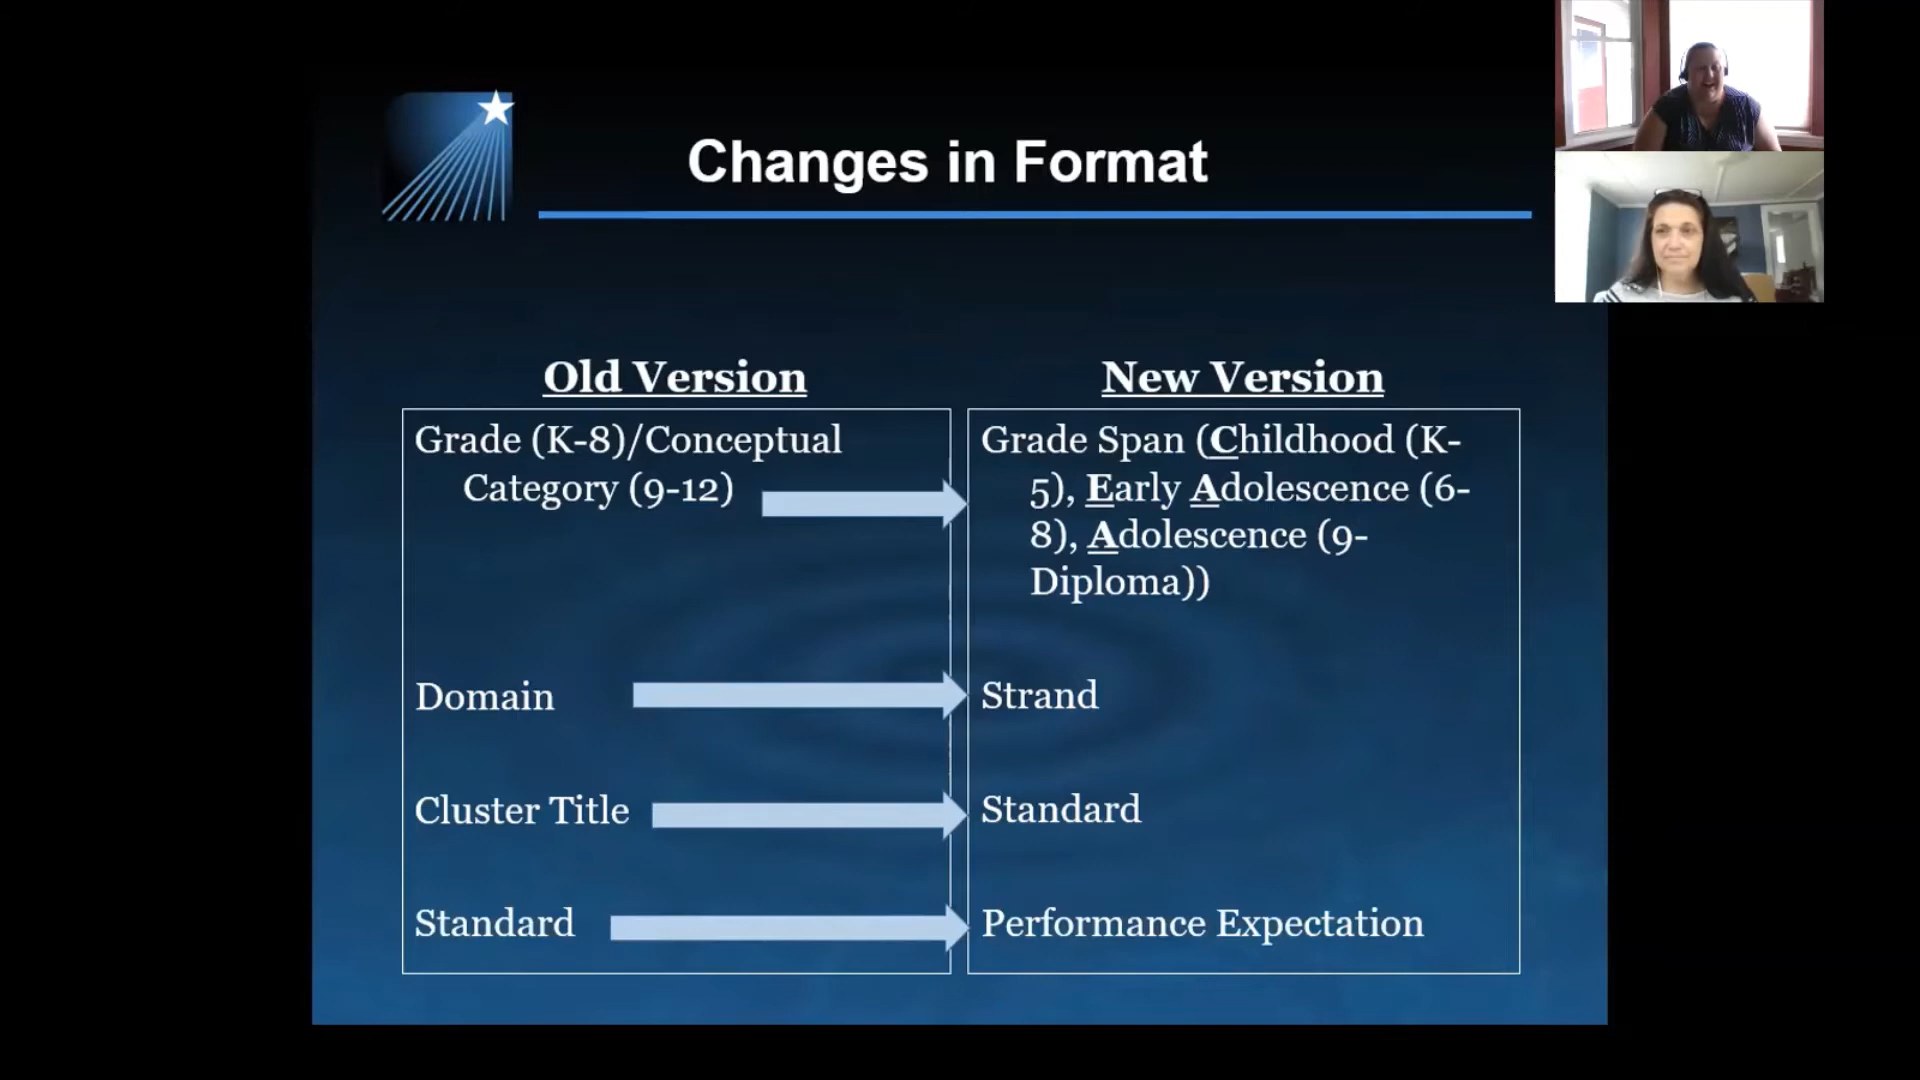 Changes in Format
Old Version
Grade (K-8)/Conceptual
Category (9-12)
Domain
Cluster Title
Standard
New Version
Grade Span (Childhood (K-
5), Early Adolescence (6-
8), Adolescence (9-
Diploma))
Strand
Standard
Performance Expectation